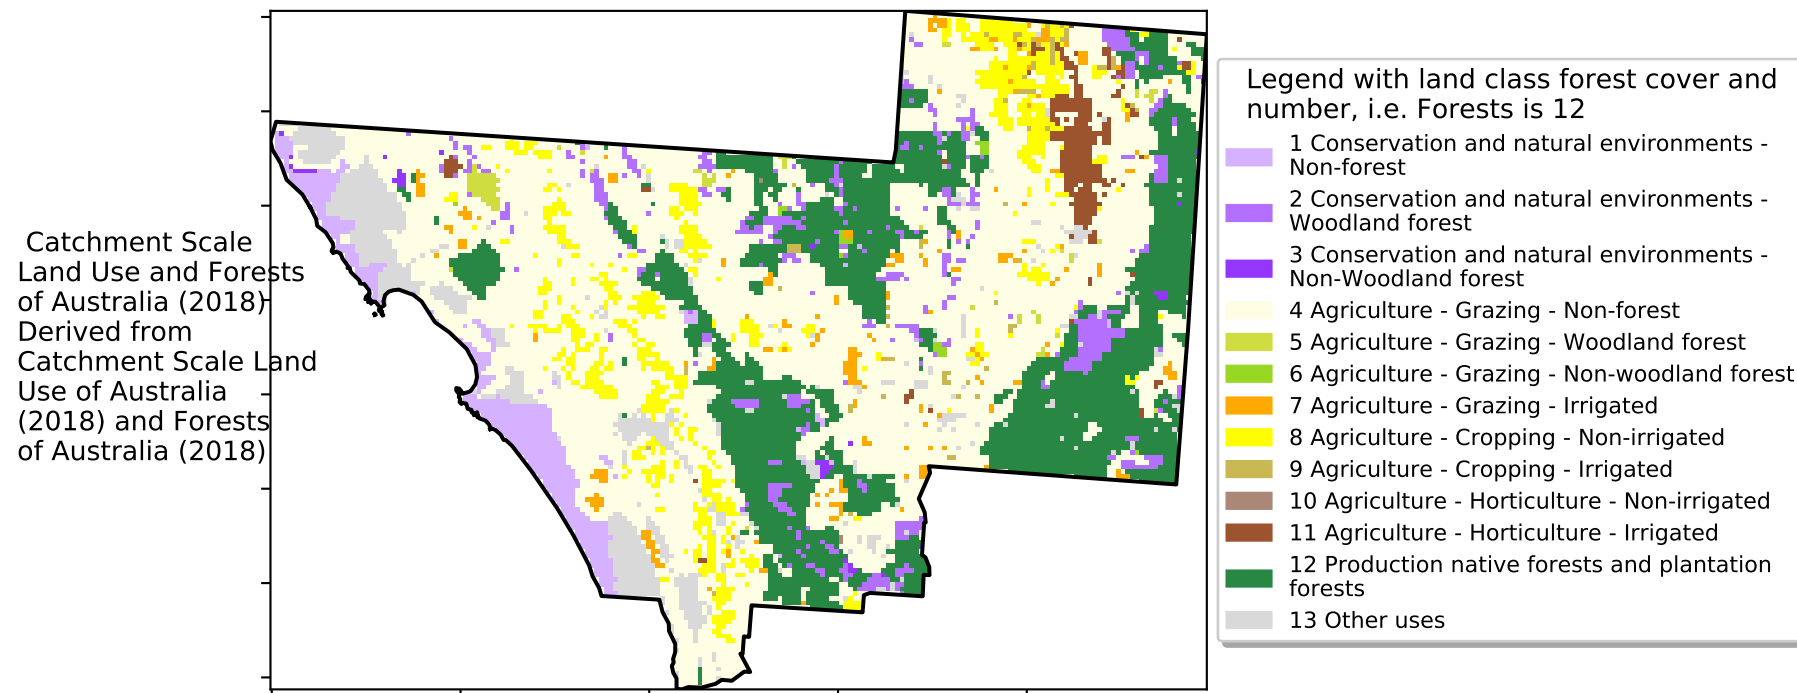 Catchment Scale
Land Use and Forests
of Australia (2018)
Derived from
Catchment Scale Land
Use of Australia
(2018) and Forests
of Australia (2018)
Legend with land class forest cover and
number, i.e. Forests is 12
1 Conservation and natural environments -
Non-forest
2 Conservation and natural environments -
Woodland forest
3 Conservation and natural environments -
Non-Woodland forest
4 Agriculture - Grazing - Non-forest
5 Agriculture - Grazing - Woodland forest
6 Agriculture - Grazing - Non-woodland forest
7 Agriculture - Grazing - Irrigated
8 Agriculture - Cropping - Non-irrigated
9 Agriculture - Cropping - Irrigated
10 Agriculture - Horticulture - Non-irrigated
11 Agriculture - Horticulture - Irrigated
12 Production native forests and plantation
forests
13 Other uses